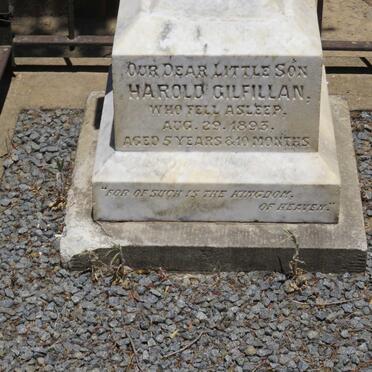 OUR DEAR LITTLE SON
HAROLD GILFILLAN,
WHO FELL ASLEEP,
AUG. 29. 1893.
AGED 5 YEARS & 10 MONTHS
"FOR OF SUCH IS THE KINGDOM,
OF HEAVEN."